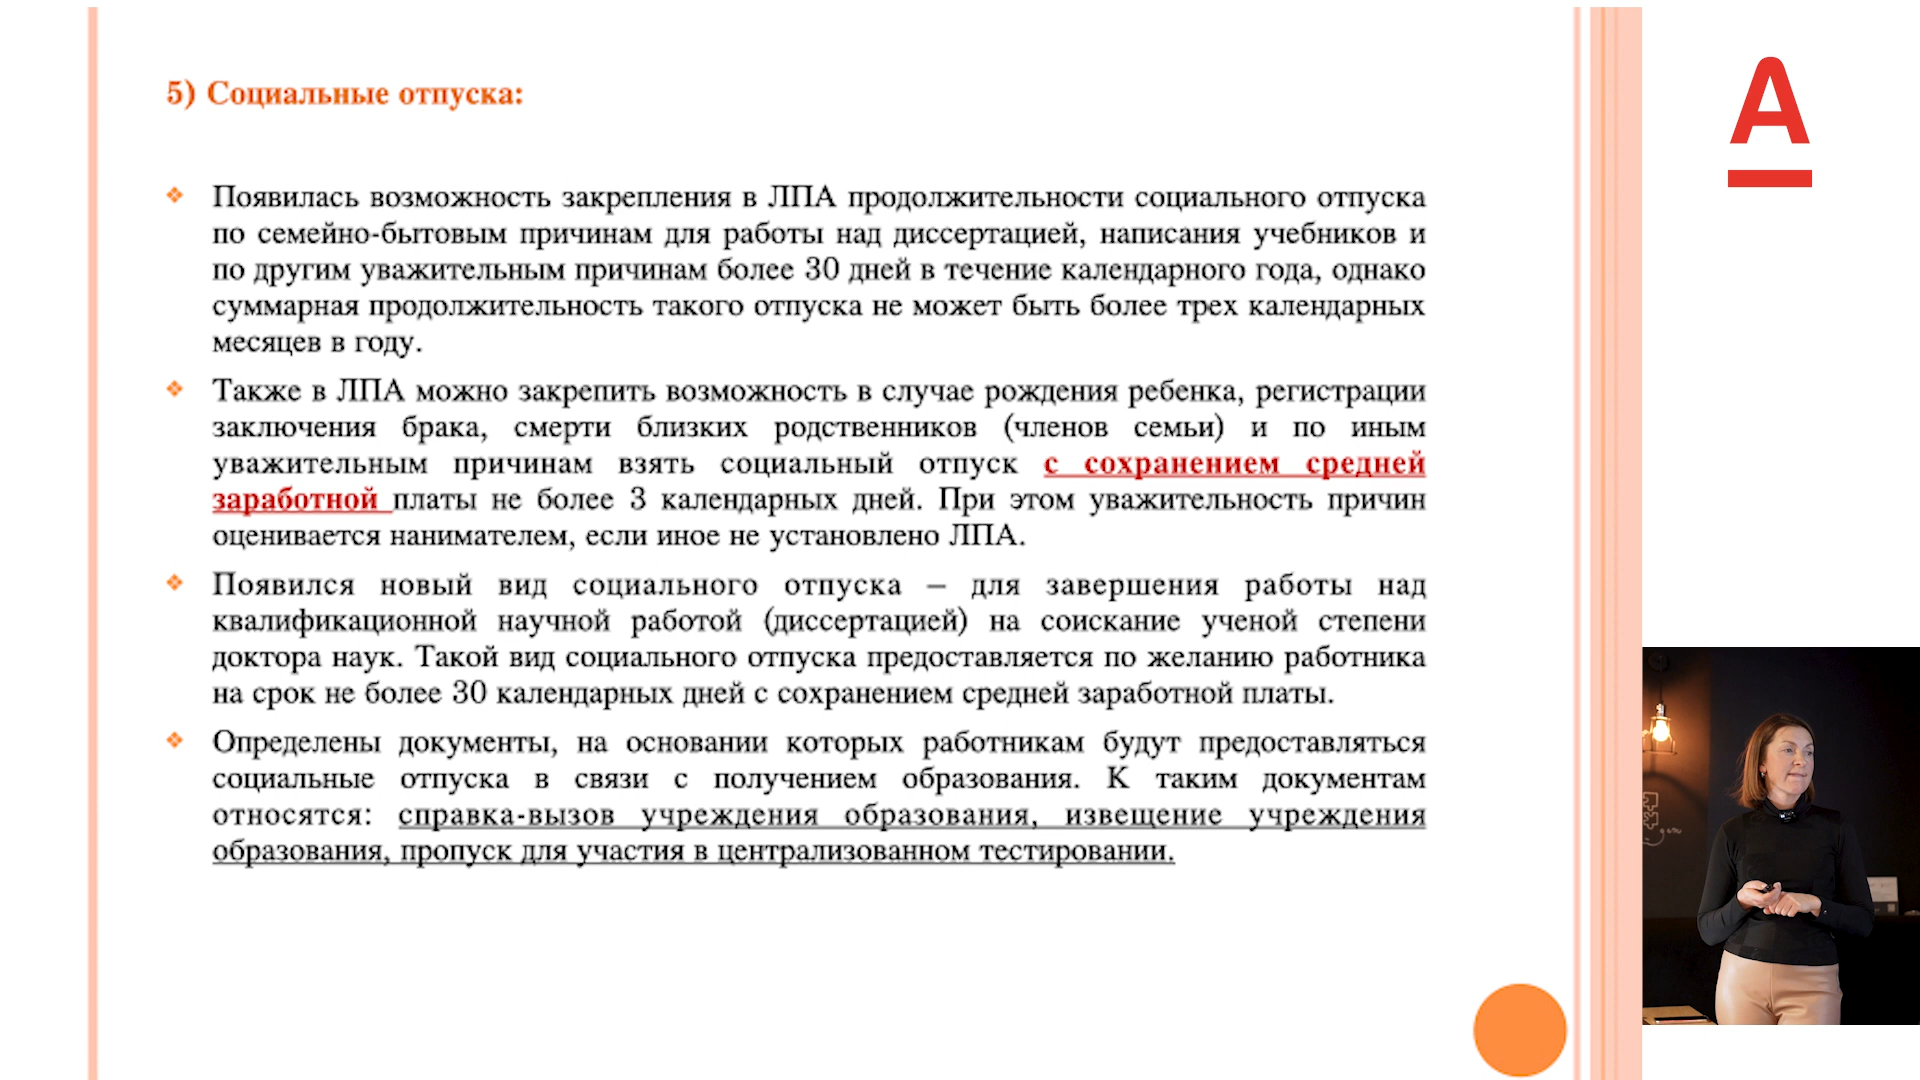 5) Социальные отпуска:
❖ Появилась возможность закрепления в ЛПА продолжительности социального отпуска
по семейно-бытовым причинам для работы над диссертацией, написания учебников и
по другим уважительным причинам более 30 дней в течение календарного года, однако
суммарная продолжительность такого отпуска не может быть более трех календарных
месяцев в году.
❖ Также в ЛПА можно закрепить возможность в случае рождения ребенка, регистрации
заключения брака, смерти близких родственников (членов семьи) и по иным
уважительным причинам взять социальный отпуск с сохранением средней
заработной платы не более 3 календарных дней. При этом уважительность причин
оценивается нанимателем, если иное не установлено ЛПА.
❖ Появился новый вид социального отпуска – для завершения работы над
квалификационной научной работой (диссертацией) на соискание ученой степени
доктора наук. Такой вид социального отпуска предоставляется по желанию работника
на срок не более 30 календарных дней с сохранением средней заработной платы.
❖ Определены документы, на основании которых работникам будут предоставляться
социальные отпуска в связи с получением образования. К таким документам
относятся: справка-вызов учреждения образования, извещение учреждения
образования, пропуск для участия в централизованном тестировании.
А